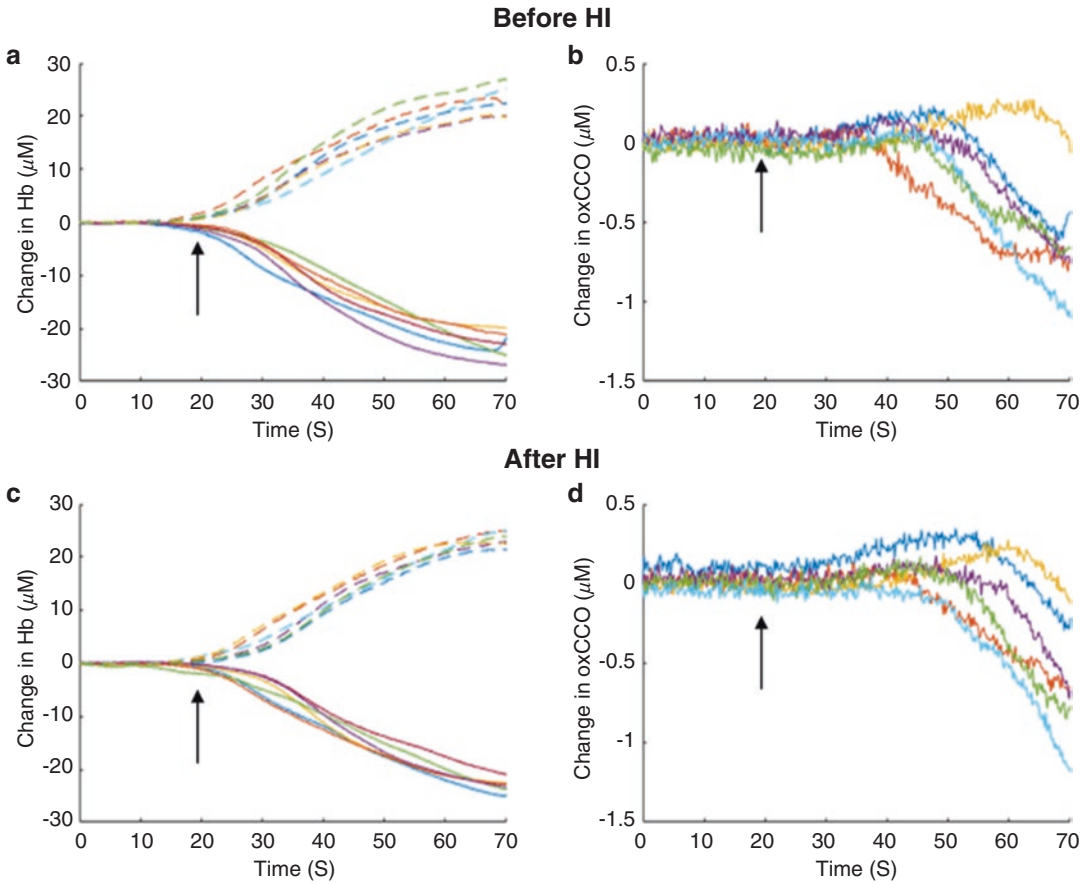 Before HI
a
30
20
10
0
-10
-20
-30
Change in Hb (μM)
0 10 20 30 40 50 60 70
Time (S)
b
0.5
0
-0.5
-1
-1.5
Change in oxCCO (μM)
0 10 20 30 40 50 60 70
Time (S)
After HI
c
30
20
10
0
-10
-20
-30
Change in Hb (μM)
0 10 20 30 40 50 60 70
Time (S)
d
0.5
0
-0.5
-1
-1.5
Change in oxCCO (μM)
0 10 20 30 40 50 60 70
Time (S)